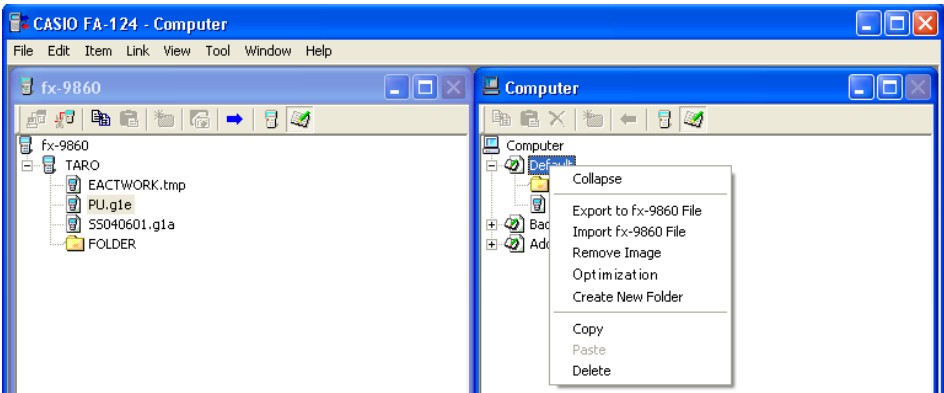 CASIO FA-124 - Computer
File Edit Item Link View Tool Window Help
fx-9860
fx-9860
TARO
EACTWORK.tmp
PU.g1e
SS040601.g1a
FOLDER
Computer
Computer
Default
Bac
Add
Collapse
Export to fx-9860 File
Import fx-9860 File
Remove Image
Optimization
Create New Folder
Copy
Paste
Delete